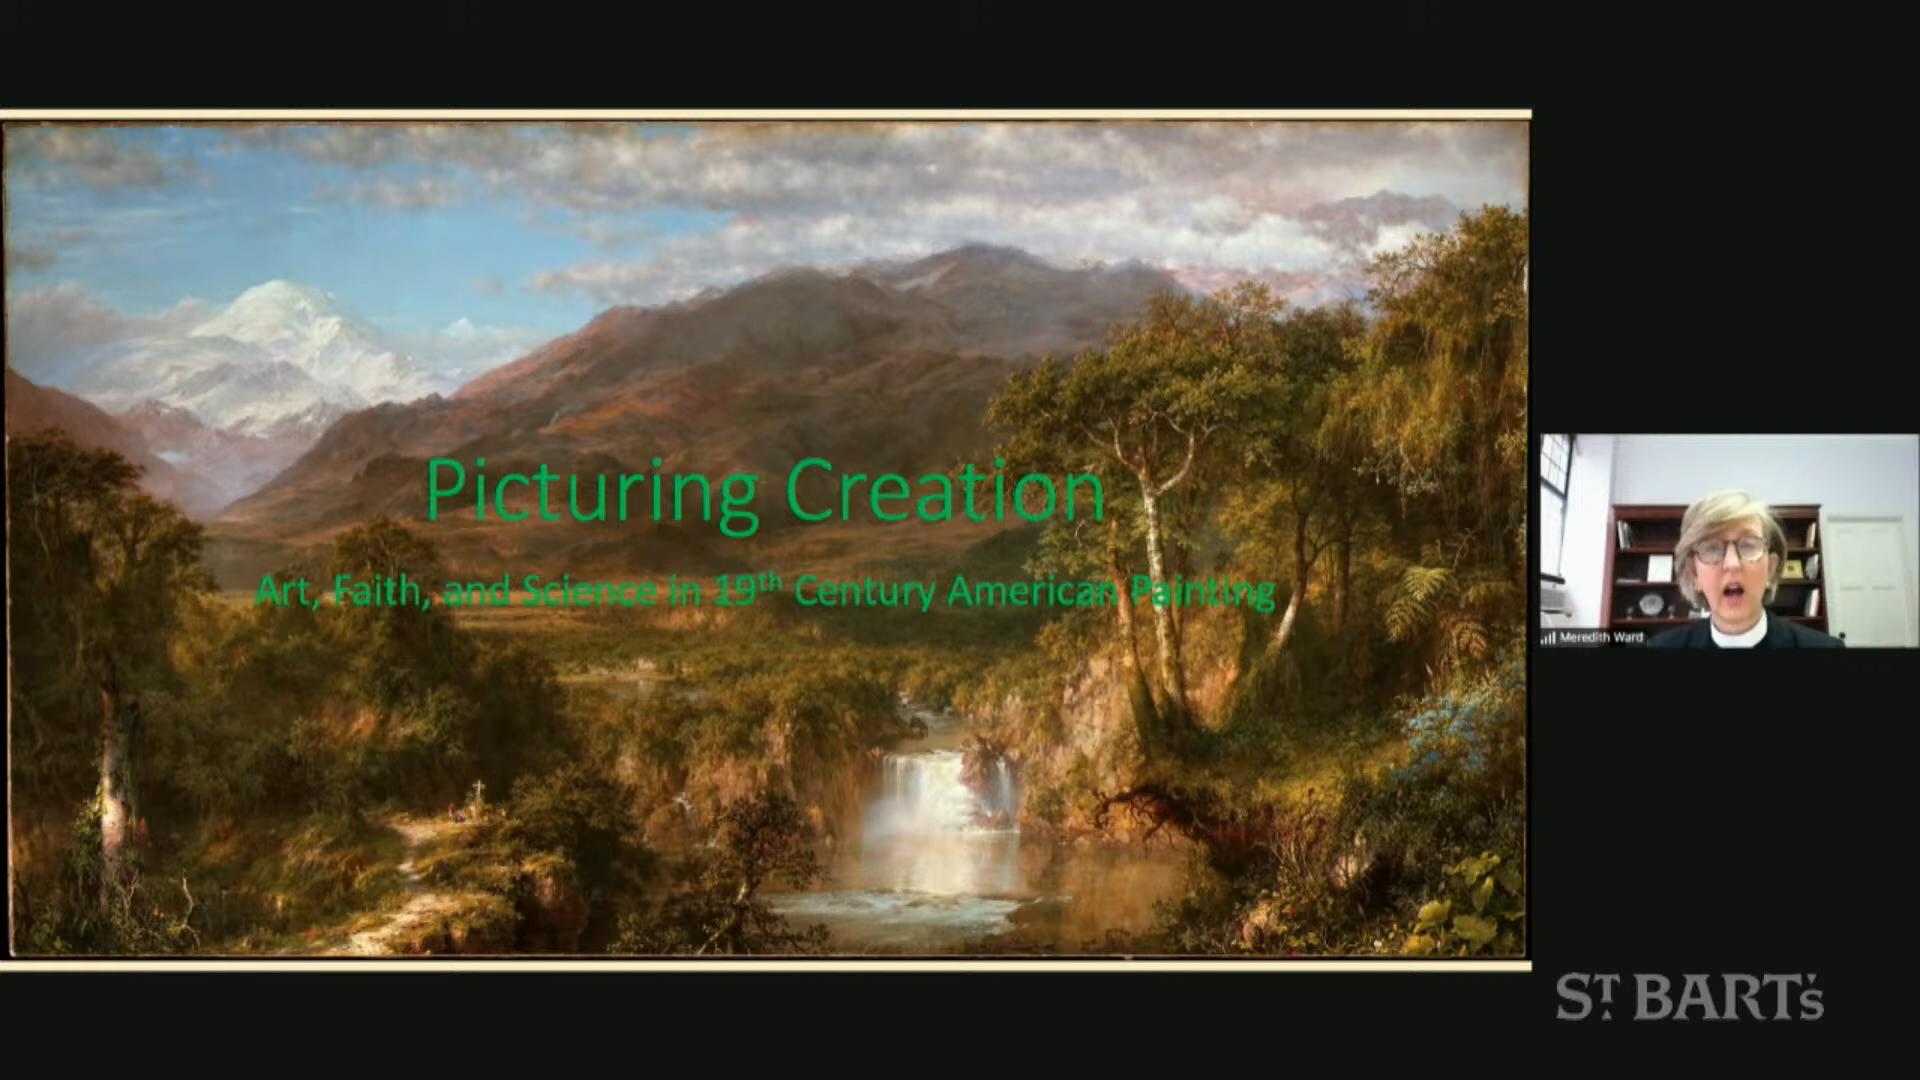 Picturing Creation
Art, Faith, and Science in 19th Century American Painting
Meredith Ward
ST. BART's